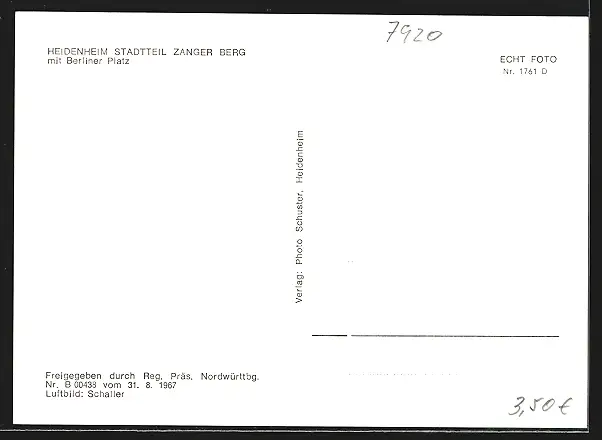 7920
HEIDENHEIM STADTTEIL ZANGER BERG
mit Berliner Platz
ECHT FOTO
Nr. 1761 D
Verlag: Photo Schuster, Heidenheim
Freigegeben durch Reg. Präs. Nordwürttbg.
Nr. B 00438 vom 31. 8. 1967
Luftbild: Schaller
3,50 €